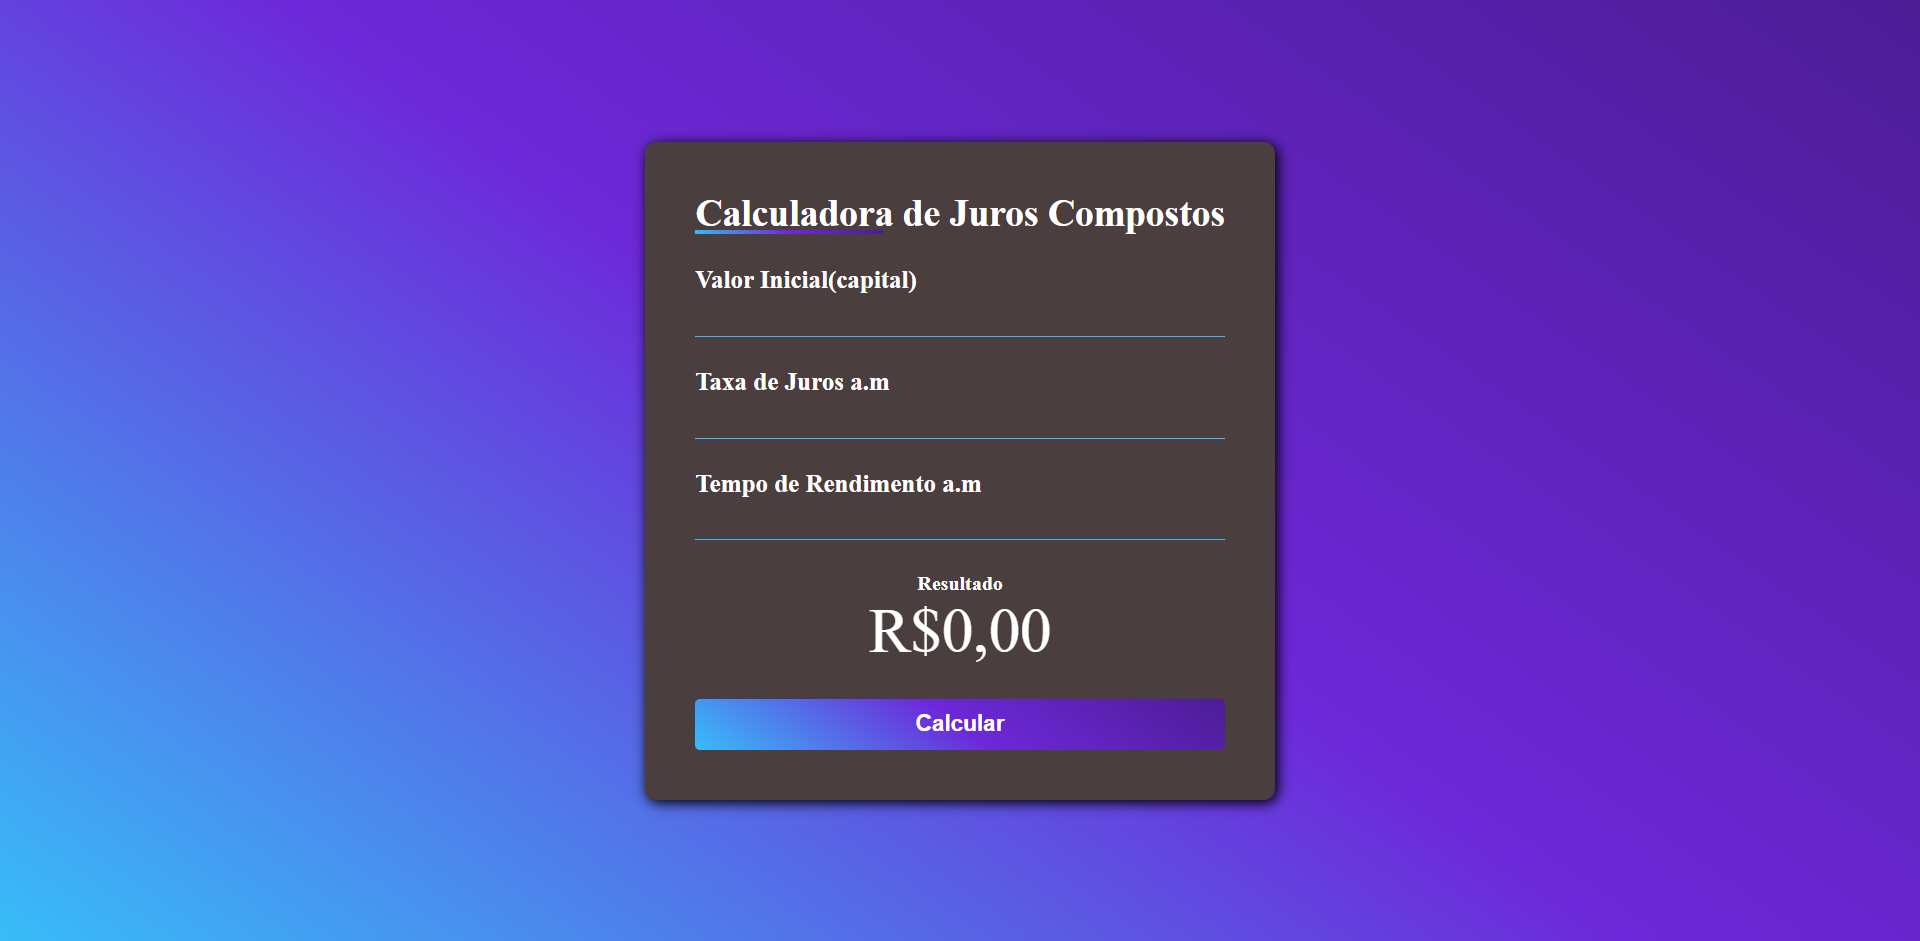 Calculadora de Juros Compostos
Valor Inicial(capital)
Taxa de Juros a.m
Tempo de Rendimento a.m
Resultado
R$0,00
Calcular